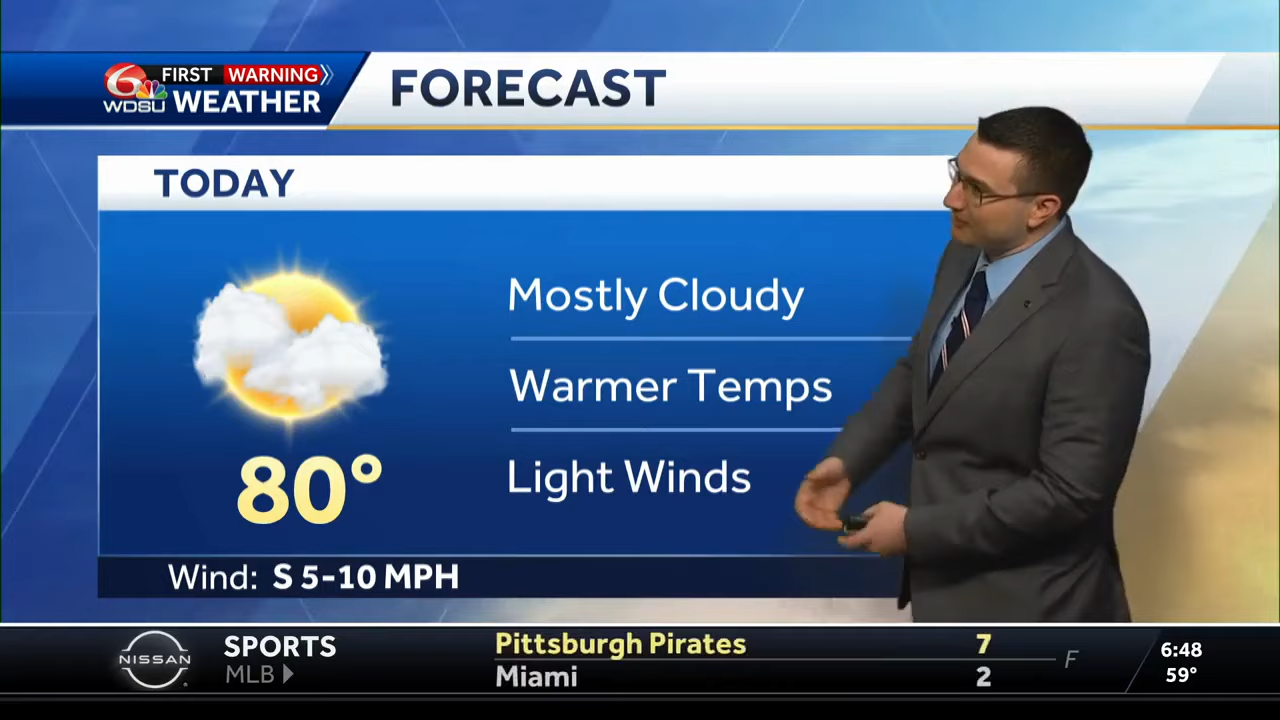 6 FIRST WARNING
WDSU WEATHER
FORECAST
TODAY
Mostly Cloudy
Warmer Temps
Light Winds
80°
Wind: S 5-10 MPH
NISSAN
SPORTS
MLB
Pittsburgh Pirates 7
Miami 2
F
6:48
59°